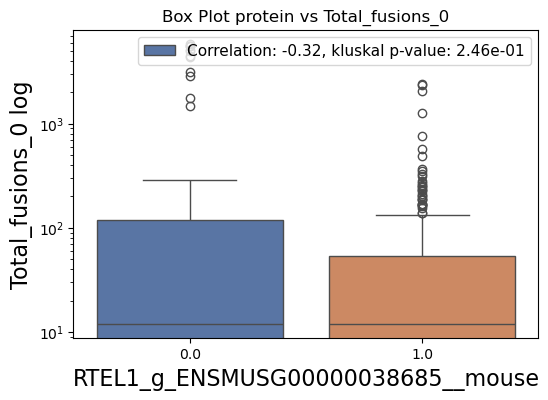 Box Plot protein vs Total_fusions_0
Correlation: -0.32, kluskal p-value: 2.46e-01
Total_fusions_0 log
10³
10²
10¹
0.0 1.0
RTEL1_g_ENSMUSG00000038685__mouse